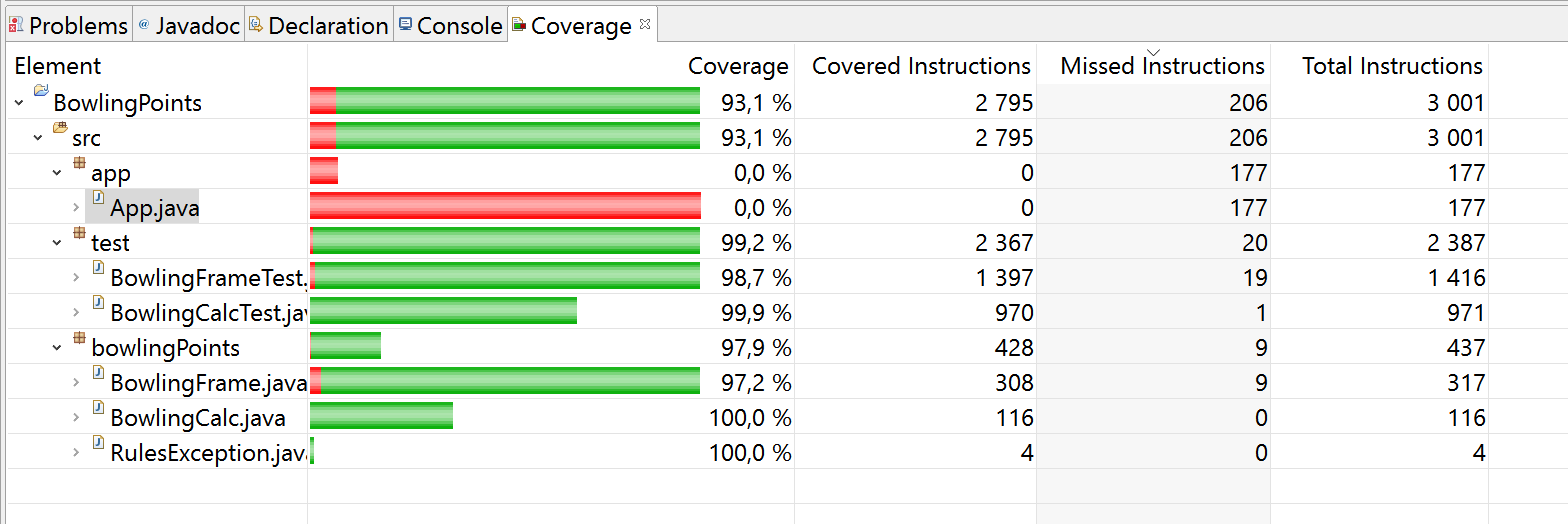 Problems @ Javadoc Declaration Console Coverage
Element Coverage Covered Instructions Missed Instructions Total Instructions
BowlingPoints 93,1 % 2 795 206 3 001
src 93,1 % 2 795 206 3 001
app 0,0 % 0 177 177
App.java 0,0 % 0 177 177
test 99,2 % 2 367 20 2 387
BowlingFrameTest. 98,7 % 1 397 19 1 416
BowlingCalcTest.jav 99,9 % 970 1 971
bowlingPoints 97,9 % 428 9 437
BowlingFrame.java 97,2 % 308 9 317
BowlingCalc.java 100,0 % 116 0 116
RulesException.java 100,0 % 4 0 4